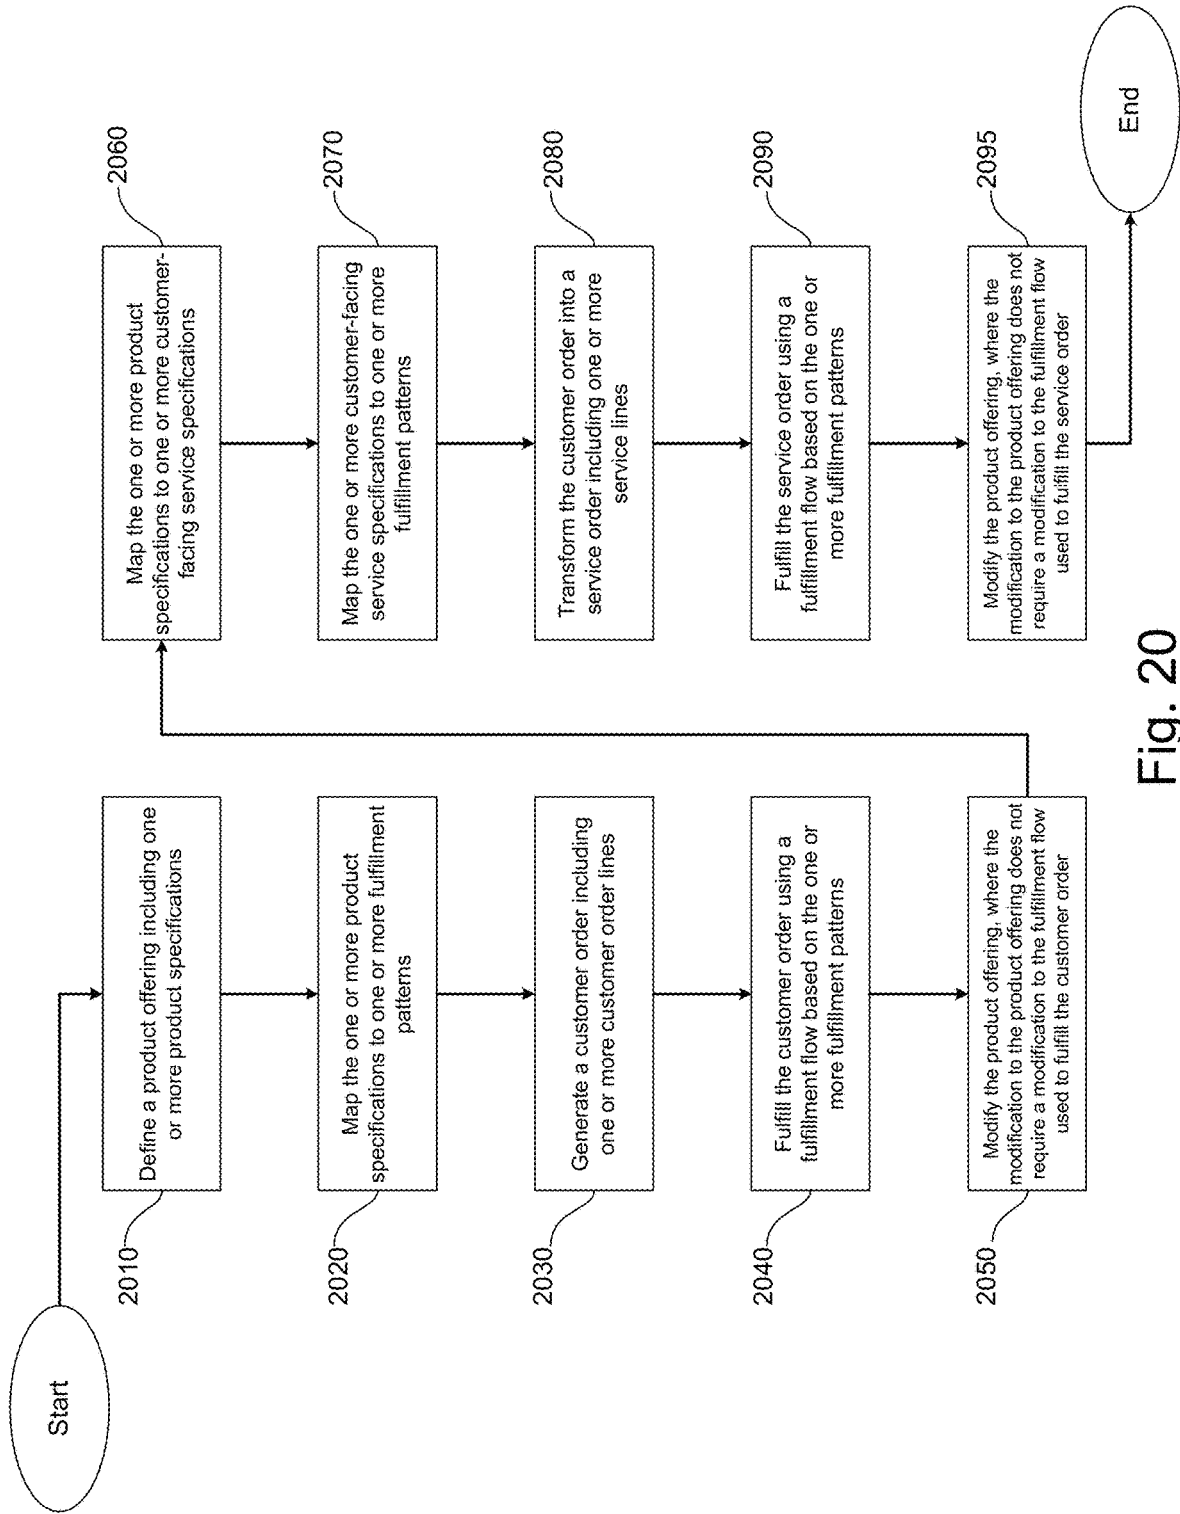 Start
2010
Define a product offering including one
or more product specifications
2020
Map the one or more product
specifications to one or more fulfillment
patterns
2030
Generate a customer order including
one or more customer order lines
2040
Fulfill the customer order using a
fulfillment flow based on the one or
more fulfillment patterns
2050
Modify the product offering, where the
modification to the product offering does not
require a modification to the fulfillment flow
used to fulfill the customer order
2060
Map the one or more product
specifications to one or more customer-
facing service specifications
2070
Map the one or more customer-facing
service specifications to one or more
fulfillment patterns
2080
Transform the customer order into a
service order including one or more
service lines
2090
Fulfill the service order using a
fulfillment flow based on the one or
more fulfillment patterns
2095
Modify the product offering, where the
modification to the product offering does not
require a modification to the fulfillment flow
used to fulfill the service order
End
Fig. 20